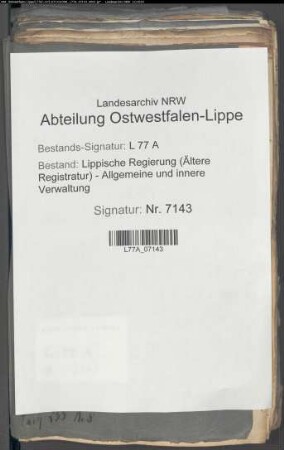 Landesarchiv NRW
Abteilung Ostwestfalen-Lippe
Bestands-Signatur: L 77 A
Bestand: Lippische Regierung (Ältere
Registratur) - Allgemeine und innere
Verwaltung
Signatur: Nr. 7143
L77A_07143